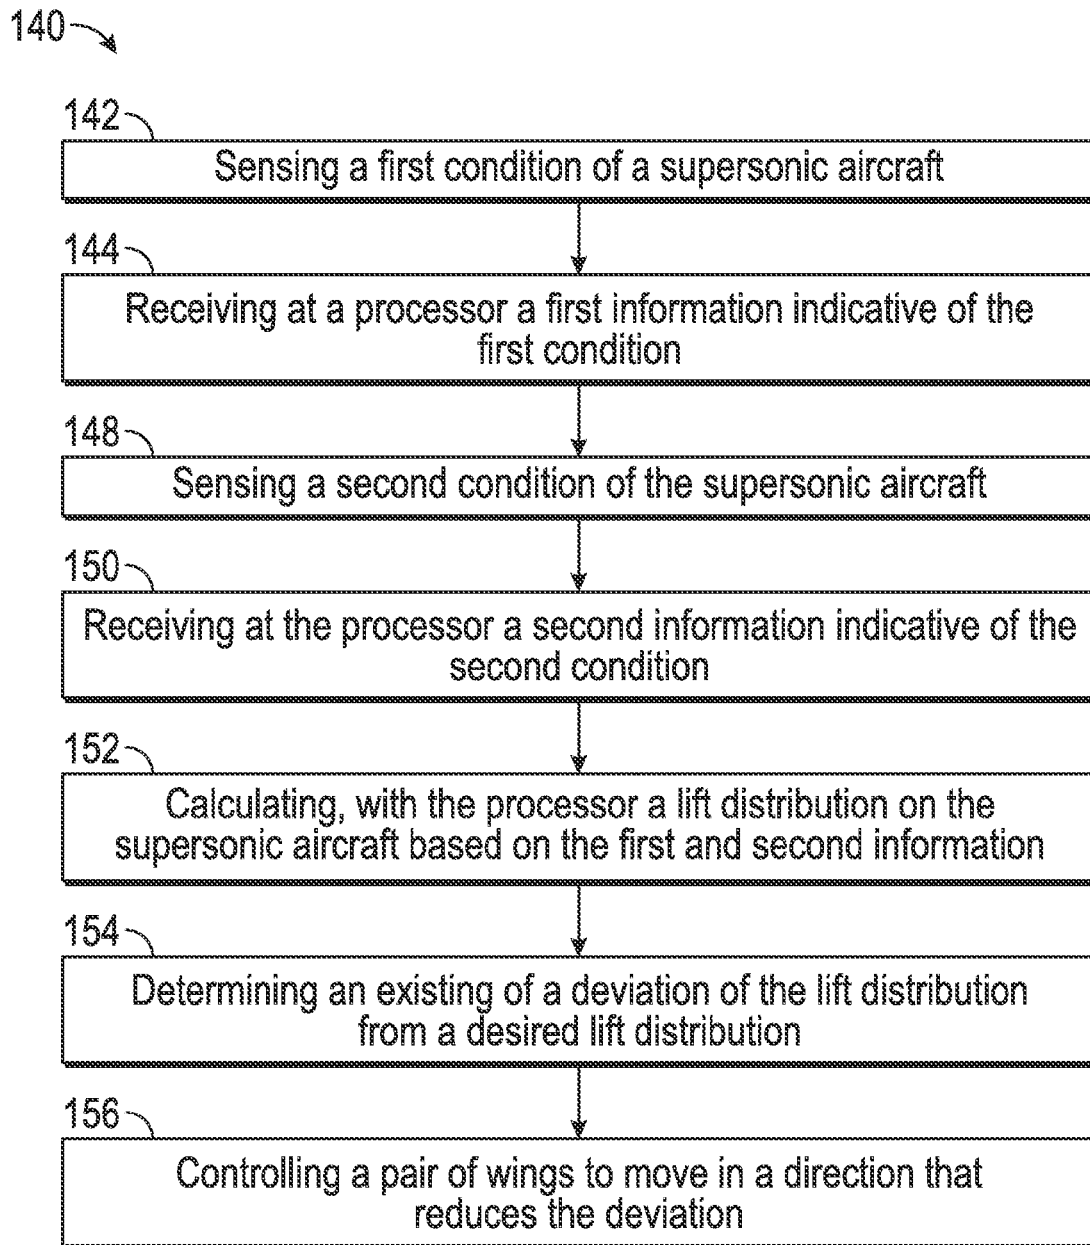 140
142
Sensing a first condition of a supersonic aircraft
144
Receiving at a processor a first information indicative of the
first condition
148
Sensing a second condition of the supersonic aircraft
150
Receiving at the processor a second information indicative of the
second condition
152
Calculating, with the processor a lift distribution on the
supersonic aircraft based on the first and second information
154
Determining an existing of a deviation of the lift distribution
from a desired lift distribution
156
Controlling a pair of wings to move in a direction that
reduces the deviation